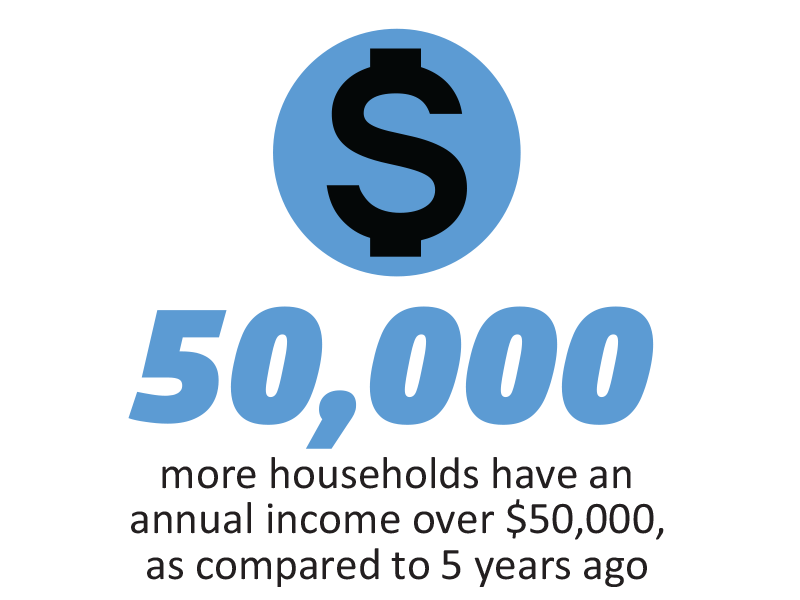 $
50,000
more households have an
annual income over $50,000,
as compared to 5 years ago